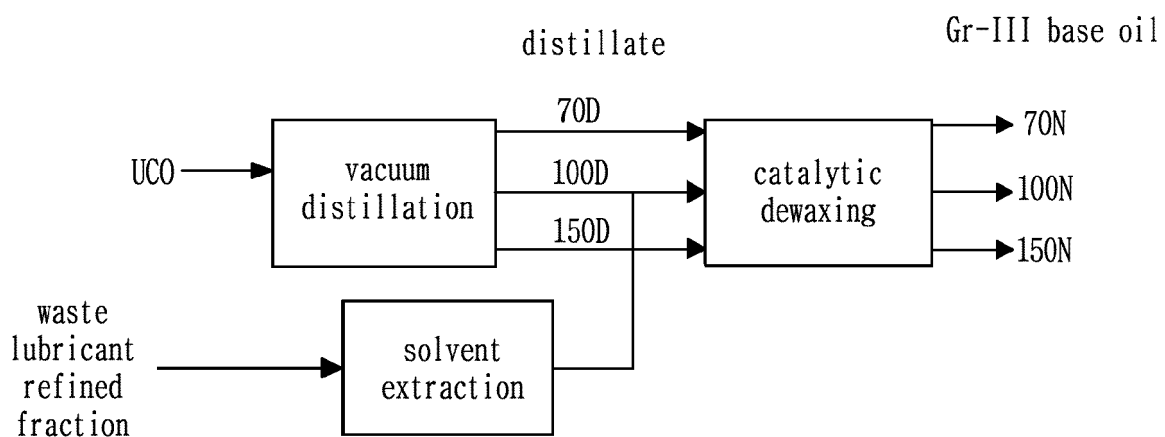 distillate
Gr-III base oil
70D
70N
UCO
vacuum
distillation
100D
catalytic
dewaxing
100N
150D
150N
waste
lubricant
refined
fraction
solvent
extraction